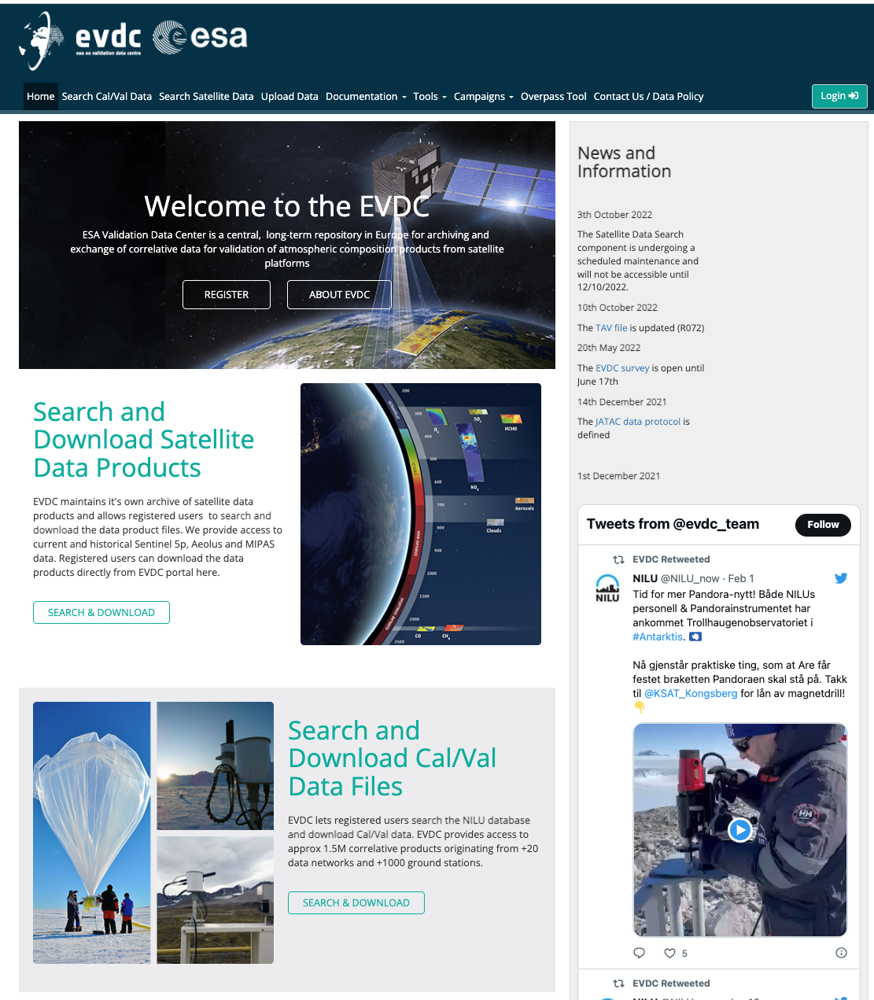 evdc
esa eo validation data centre
esa
Home Search Cal/Val Data Search Satellite Data Upload Data Documentation Tools Campaigns Overpass Tool Contact Us / Data Policy
Login
Welcome to the EVDC
ESA Validation Data Center is a central, long-term repository in Europe for archiving and
exchange of correlative data for validation of atmospheric composition products from satellite
platforms
REGISTER
ABOUT EVDC
Search and
Download Satellite
Data Products
EVDC maintains it's own archive of satellite data
products and allows registered users to search and
download the data product files. We provide access to
current and historical Sentinel 5p, Aeolus and MIPAS
data. Registered users can download the data
products directly from EVDC portal here.
SEARCH & DOWNLOAD
200
300
400
500
600
700
800
900
1000
1500
2000
2500
ULTRAVIOLET
VISIBLE
NEAR INFRARED
SHORTWAVE INFRARED
O3
SO2
HCHO
NO2
Aerosols
Clouds
CO
CH4
Search and
Download Cal/Val
Data Files
EVDC lets registered users search the NILU database
and download Cal/Val data. EVDC provides access to
approx 1.5M correlative products originating from +20
data networks and +1000 ground stations.
SEARCH & DOWNLOAD
News and
Information
3th October 2022
The Satellite Data Search
component is undergoing a
scheduled maintenance and
will not be accessible until
12/10/2022.
10th October 2022
The TAV file is updated (R072)
20th May 2022
The EVDC survey is open until
June 17th
14th December 2021
The JATAC data protocol is
defined
1st December 2021
Tweets from @evdc_team
Follow
EVDC Retweeted
NILU
NILU @NILU_now · Feb 1
Tid for mer Pandora-nytt! Både NILUs
personell & Pandorainstrumentet har
ankommet Trollhaugenobservatoriet i
#Antarktis.
Nå gjenstår praktiske ting, som at Are får
festet braketten Pandoraen skal stå på. Takk
til @KSAT_Kongsberg for lån av magnetdrill!
HH
5
EVDC Retweeted